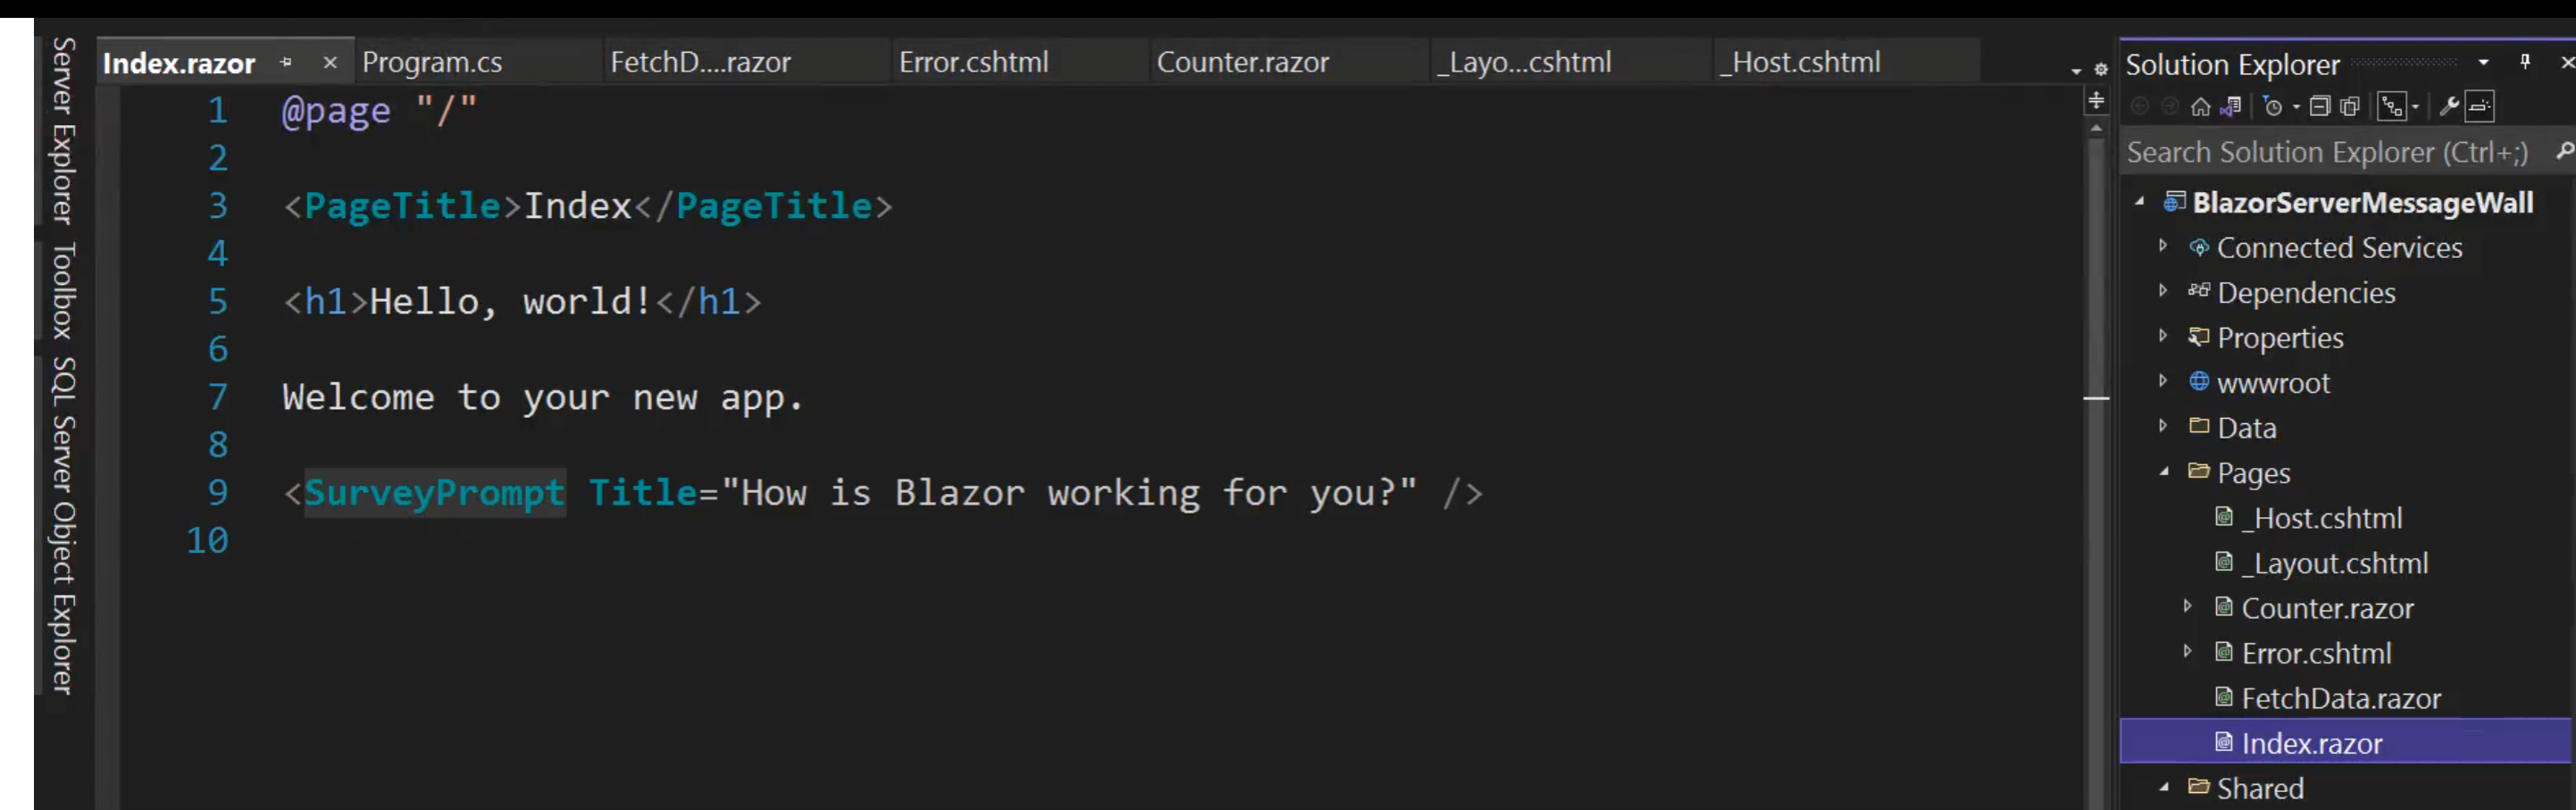 Server Explorer
Toolbox
SQL Server Object Explorer
Index.razor Program.cs FetchD....razor Error.cshtml Counter.razor _Layo...cshtml _Host.cshtml
1 @page "/"
2
3 <PageTitle>Index</PageTitle>
4
5 <h1>Hello, world!</h1>
6
7 Welcome to your new app.
8
9 <SurveyPrompt Title="How is Blazor working for you?" />
10
Solution Explorer
Search Solution Explorer (Ctrl+;)
BlazorServerMessageWall
Connected Services
Dependencies
Properties
wwwroot
Data
Pages
_Host.cshtml
_Layout.cshtml
Counter.razor
Error.cshtml
FetchData.razor
Index.razor
Shared